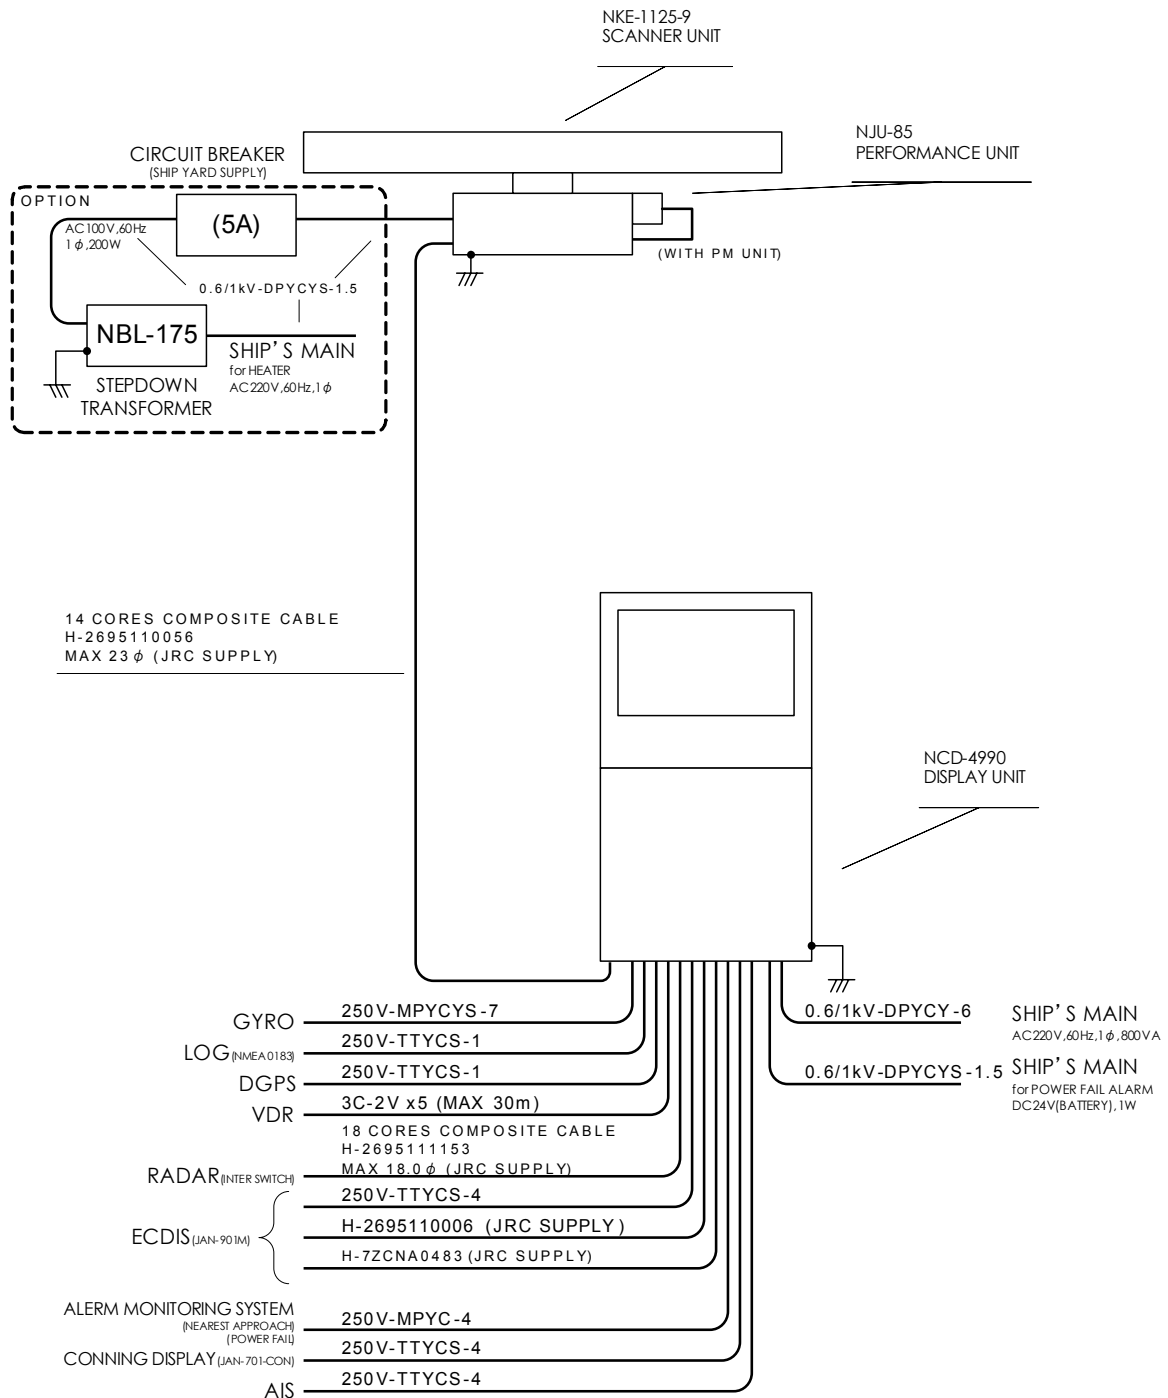 NKE-1125-9
SCANNER UNIT
NJU-85
PERFORMANCE UNIT
CIRCUIT BREAKER
(SHIP YARD SUPPLY)
OPTION
AC100V,60Hz
1ϕ,200W
(5A)
(WITH PM UNIT)
0.6/1kV-DPYCYS-1.5
NBL-175
SHIP'S MAIN
for HEATER
AC220V,60Hz,1ϕ
STEPDOWN
TRANSFORMER
14 CORES COMPOSITE CABLE
H-2695110056
MAX 23ϕ (JRC SUPPLY)
NCD-4990
DISPLAY UNIT
GYRO 250V-MPYCYS-7
LOG(NMEA0183) 250V-TTYCS-1
DGPS 250V-TTYCS-1
VDR 3C-2V x5 (MAX 30m)
18 CORES COMPOSITE CABLE
H-2695111153
RADAR(INTER SWITCH) MAX 18.0ϕ (JRC SUPPLY)
250V-TTYCS-4
ECDIS(JAN-901M) H-2695110006 (JRC SUPPLY)
H-7ZCNA0483 (JRC SUPPLY)
ALERM MONITORING SYSTEM 250V-MPYC-4
(NEAREST APPROACH)
(POWER FAIL)
CONNING DISPLAY(JAN-701-CON) 250V-TTYCS-4
AIS 250V-TTYCS-4
0.6/1kV-DPYCY-6 SHIP'S MAIN
AC220V,60Hz,1ϕ,800VA
0.6/1kV-DPYCYS-1.5 SHIP'S MAIN
for POWER FAIL ALARM
DC24V(BATTERY),1W